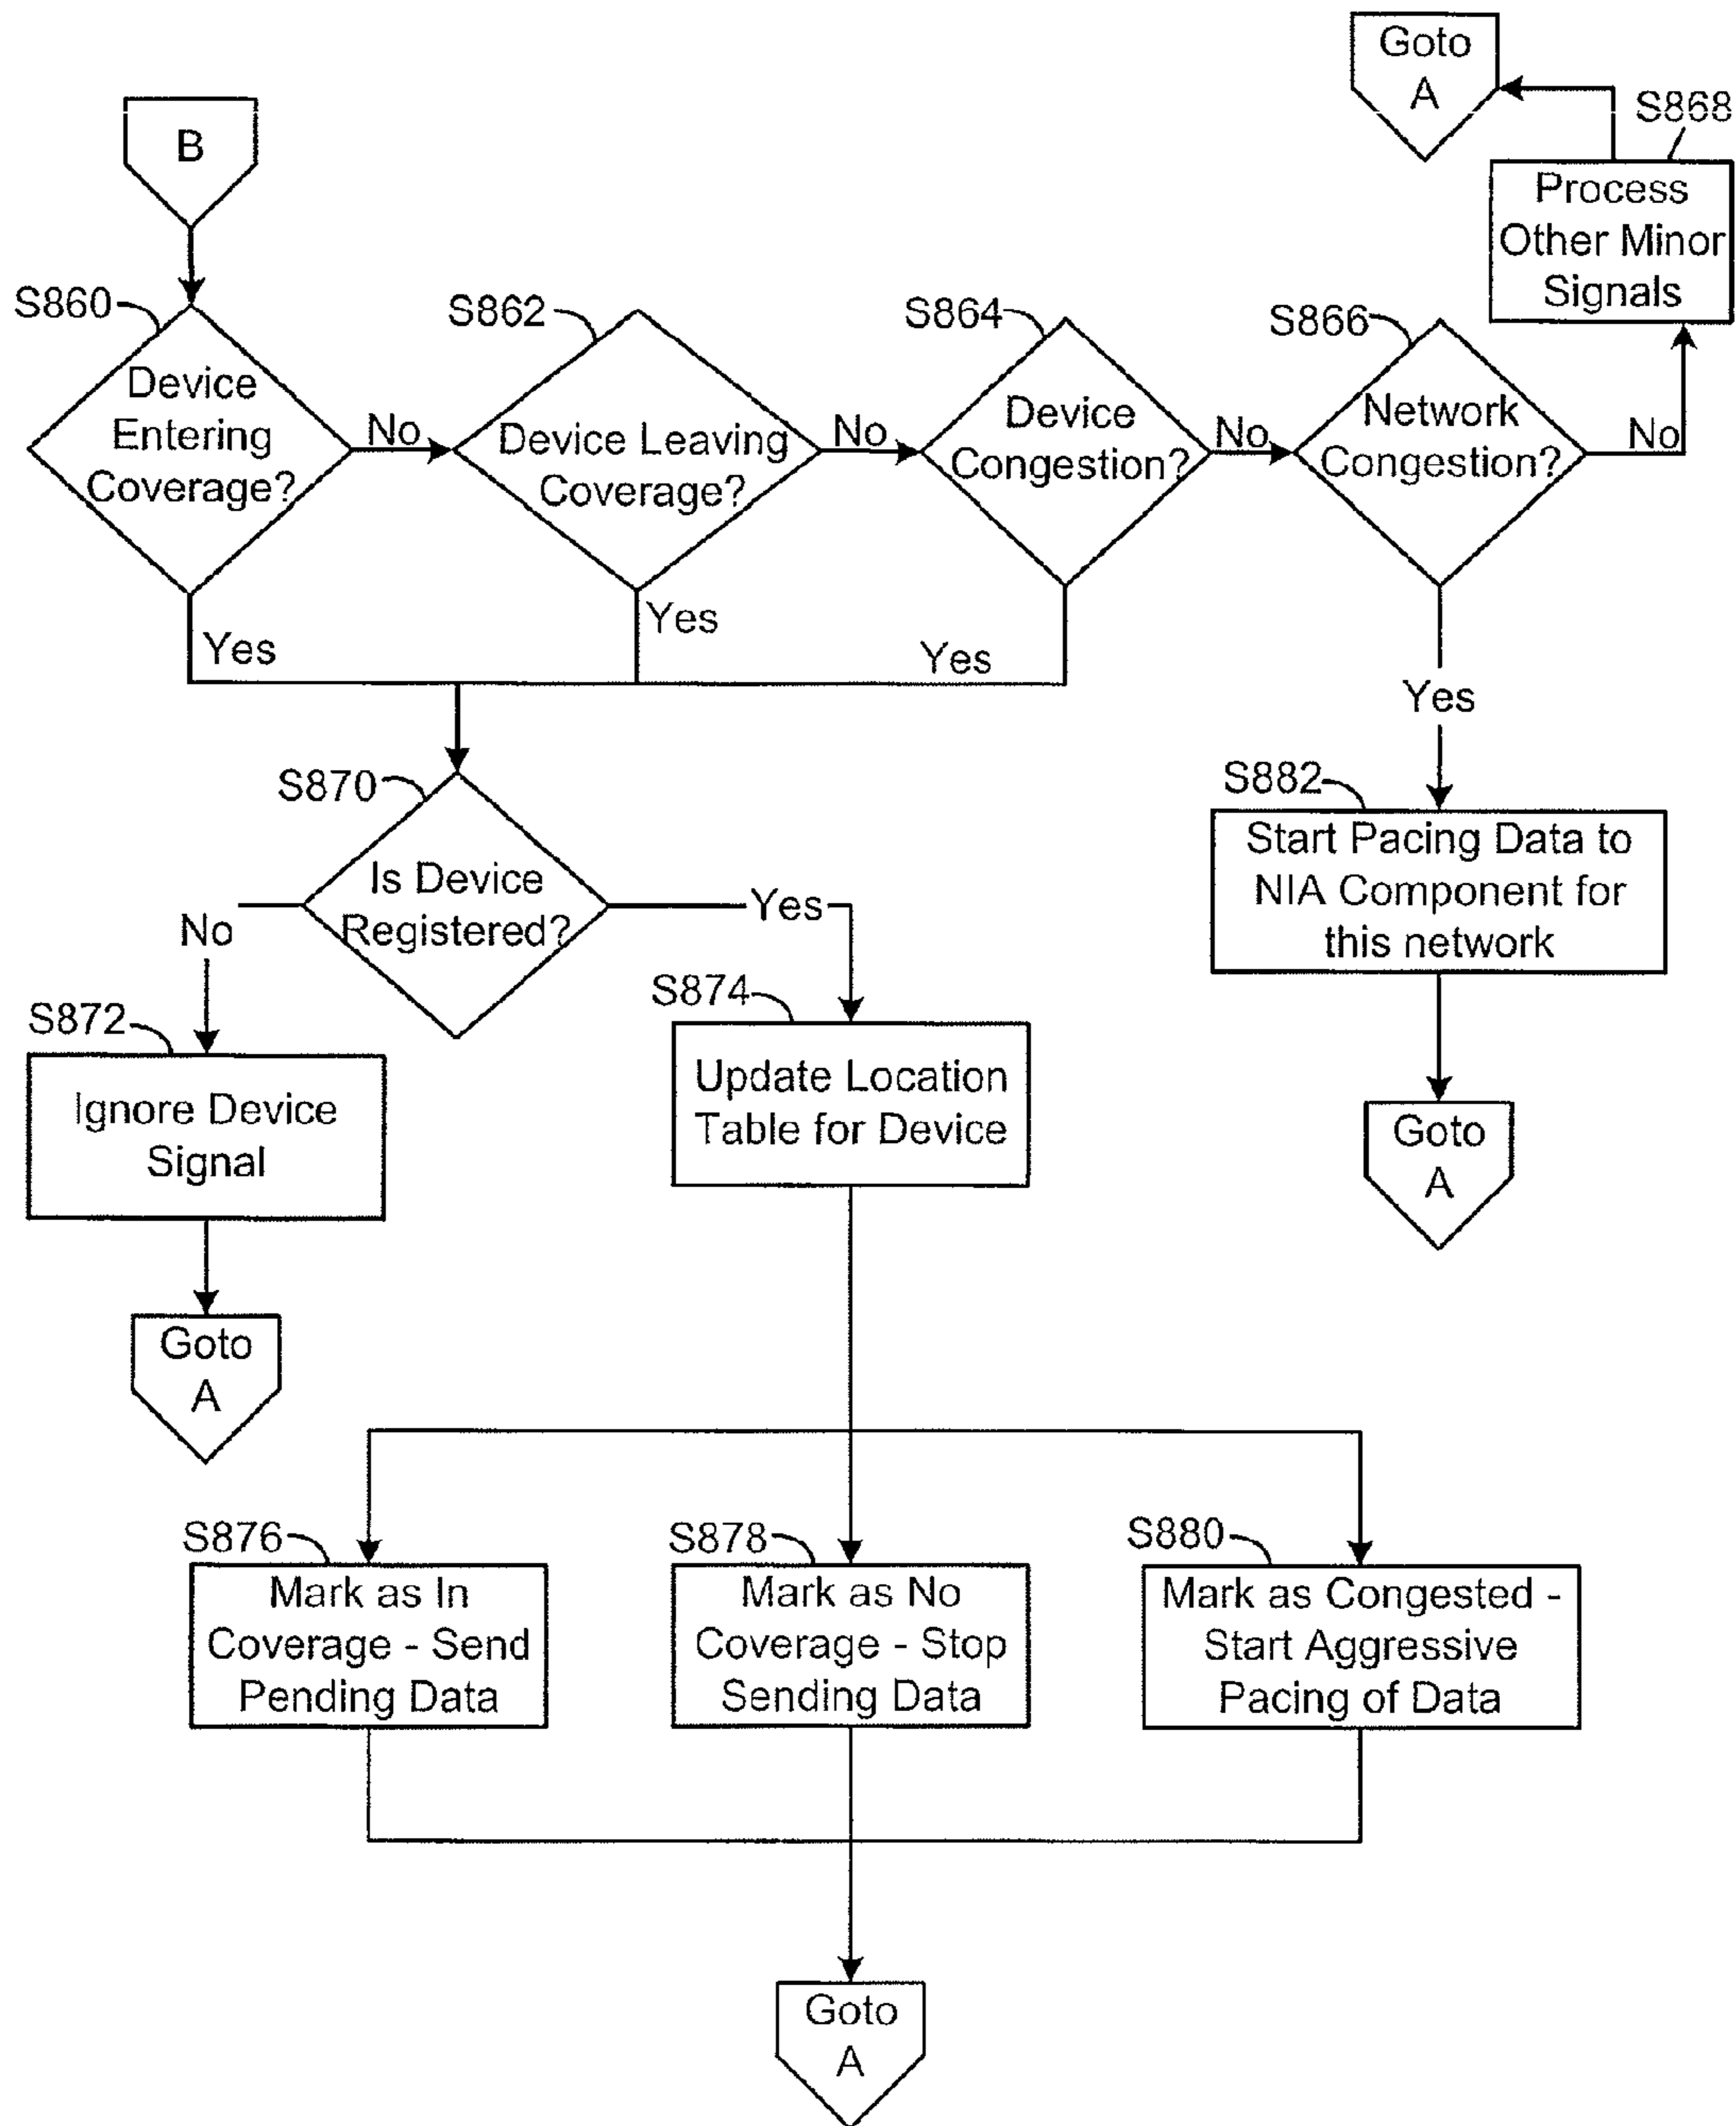 Goto
A
S868
Process
Other Minor
Signals
B
S860
Device
Entering
Coverage?
No
S862
Device Leaving
Coverage?
No
S864
Device
Congestion?
No
S866
Network
Congestion?
No
Yes
Yes
Yes
Yes
S870
Is Device
Registered?
No
Yes
S882
Start Pacing Data to
NIA Component for
this network
Goto
A
S872
Ignore Device
Signal
Goto
A
S874
Update Location
Table for Device
S876
Mark as In
Coverage - Send
Pending Data
S878
Mark as No
Coverage - Stop
Sending Data
S880
Mark as Congested -
Start Aggressive
Pacing of Data
Goto
A